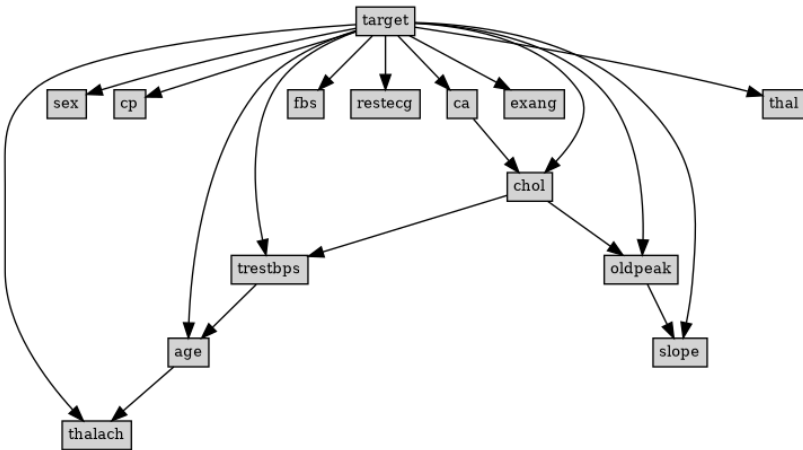 target
sex
cp
fbs
restecg
ca
exang
thal
chol
trestbps
oldpeak
age
slope
thalach